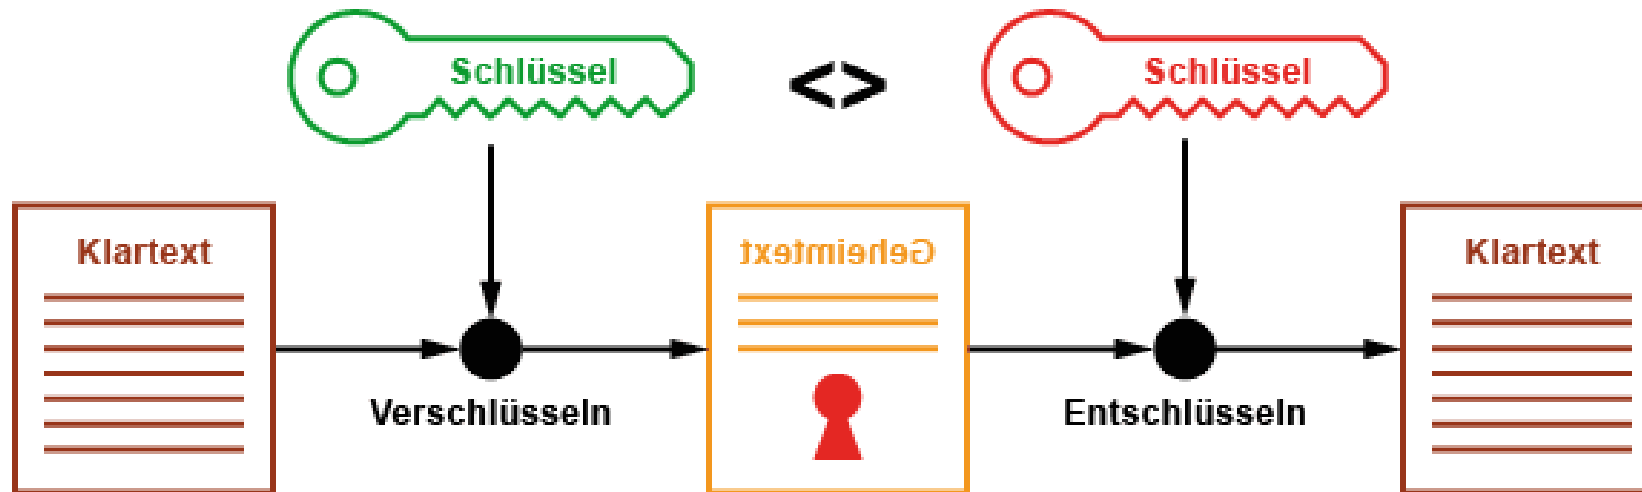 Schlüssel <> Schlüssel
Klartext Geheimtext Klartext
Verschlüsseln Entschlüsseln